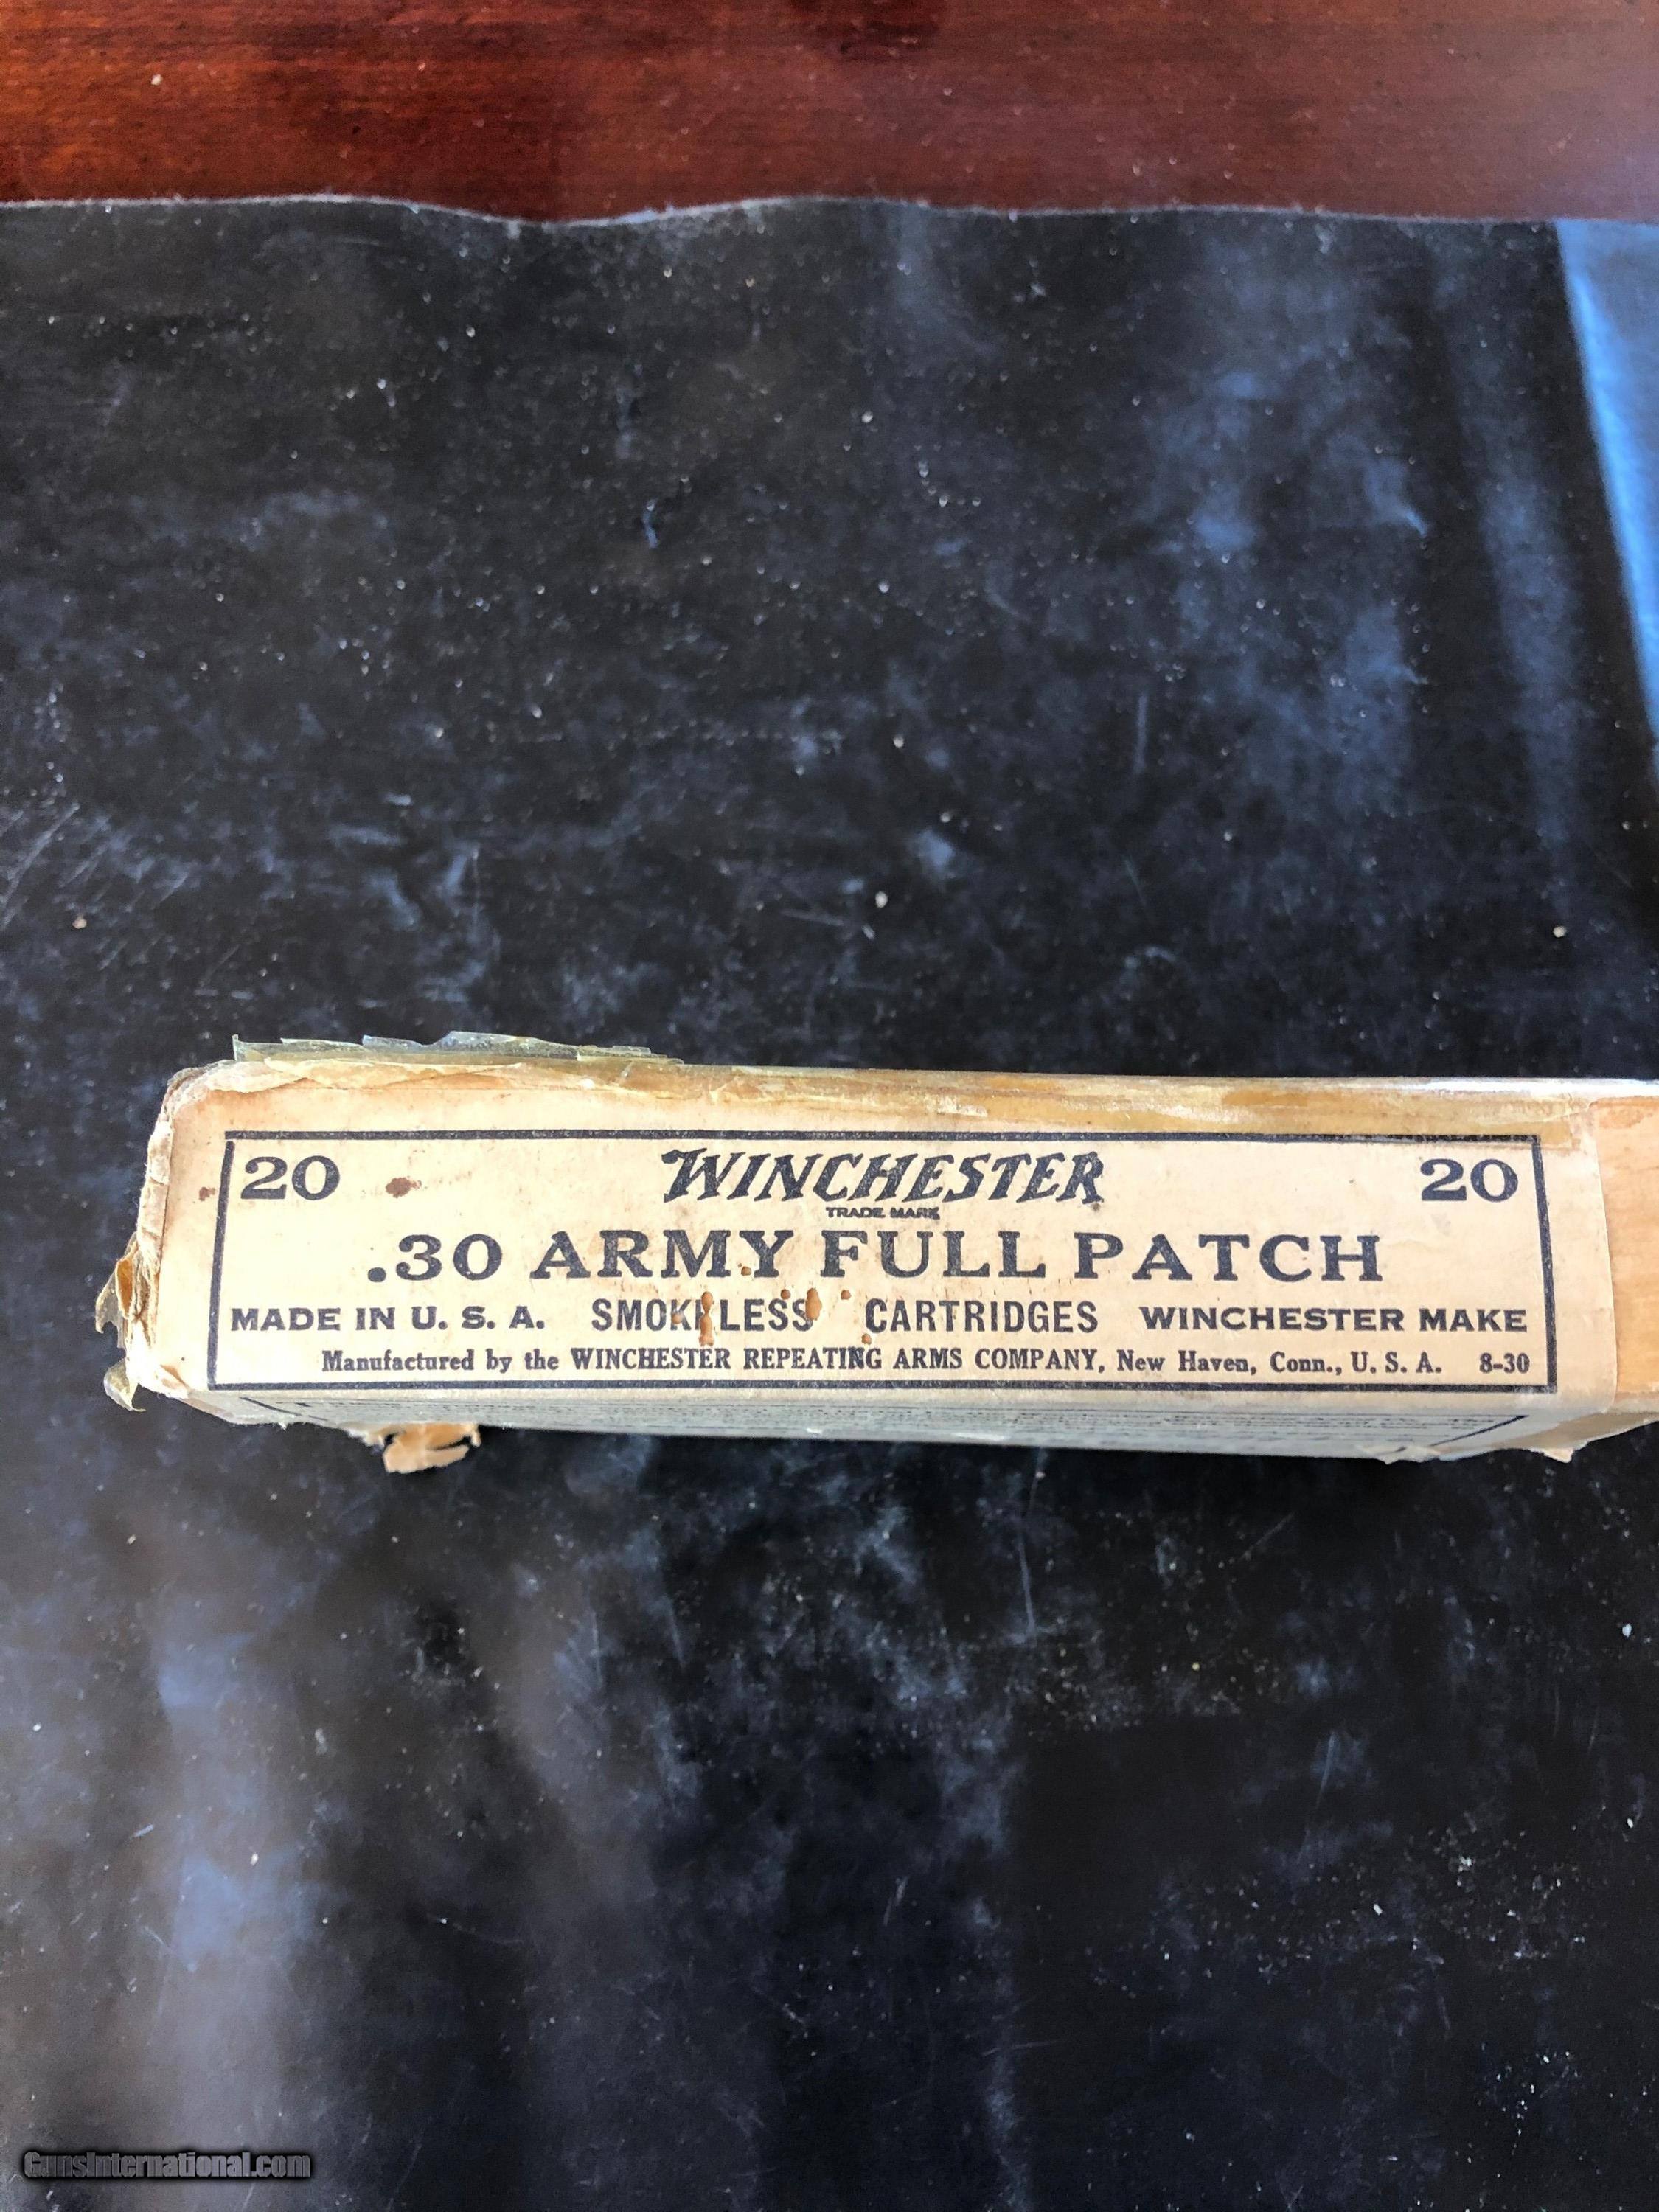 20 WINCHESTER 20
TRADE MARK
.30 ARMY FULL PATCH
MADE IN U. S. A. SMOKELESS CARTRIDGES WINCHESTER MAKE
Manufactured by the WINCHESTER REPEATING ARMS COMPANY, New Haven, Conn., U. S. A. 8-30
GunsInternational.com